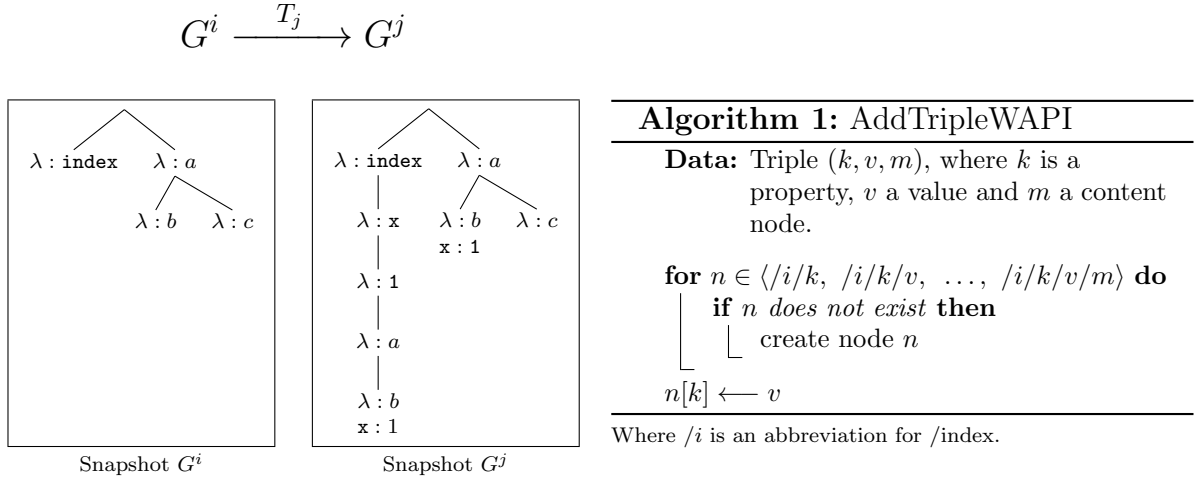 G^i —T_j→ G^j
λ : index λ : a
λ : b λ : c
Snapshot G^i
λ : index λ : a
λ : x λ : b λ : c
x : 1
λ : 1
λ : a
λ : b
x : 1
Snapshot G^j
Algorithm 1: AddTripleWAPI
Data: Triple (k, v, m), where k is a
property, v a value and m a content
node.
for n ∈ ⟨/i/k, /i/k/v, ..., /i/k/v/m⟩ do
if n does not exist then
create node n
n[k] ⟵ v
Where /i is an abbreviation for /index.